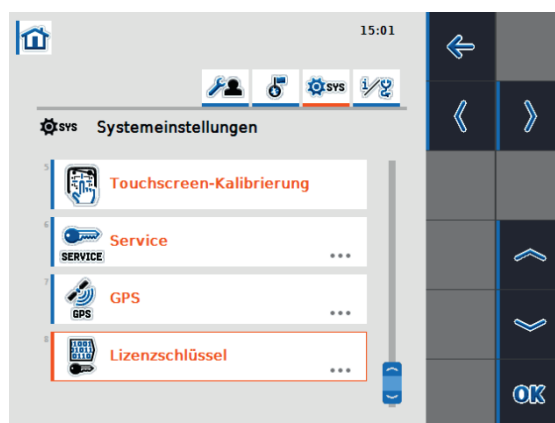 15:01
SYS
SYS Systemeinstellungen
5
Touchscreen-Kalibrierung
6
Service
SERVICE
...
7
GPS
GPS
...
8
1001
01011
0110
Lizenzschlüssel
...
OK